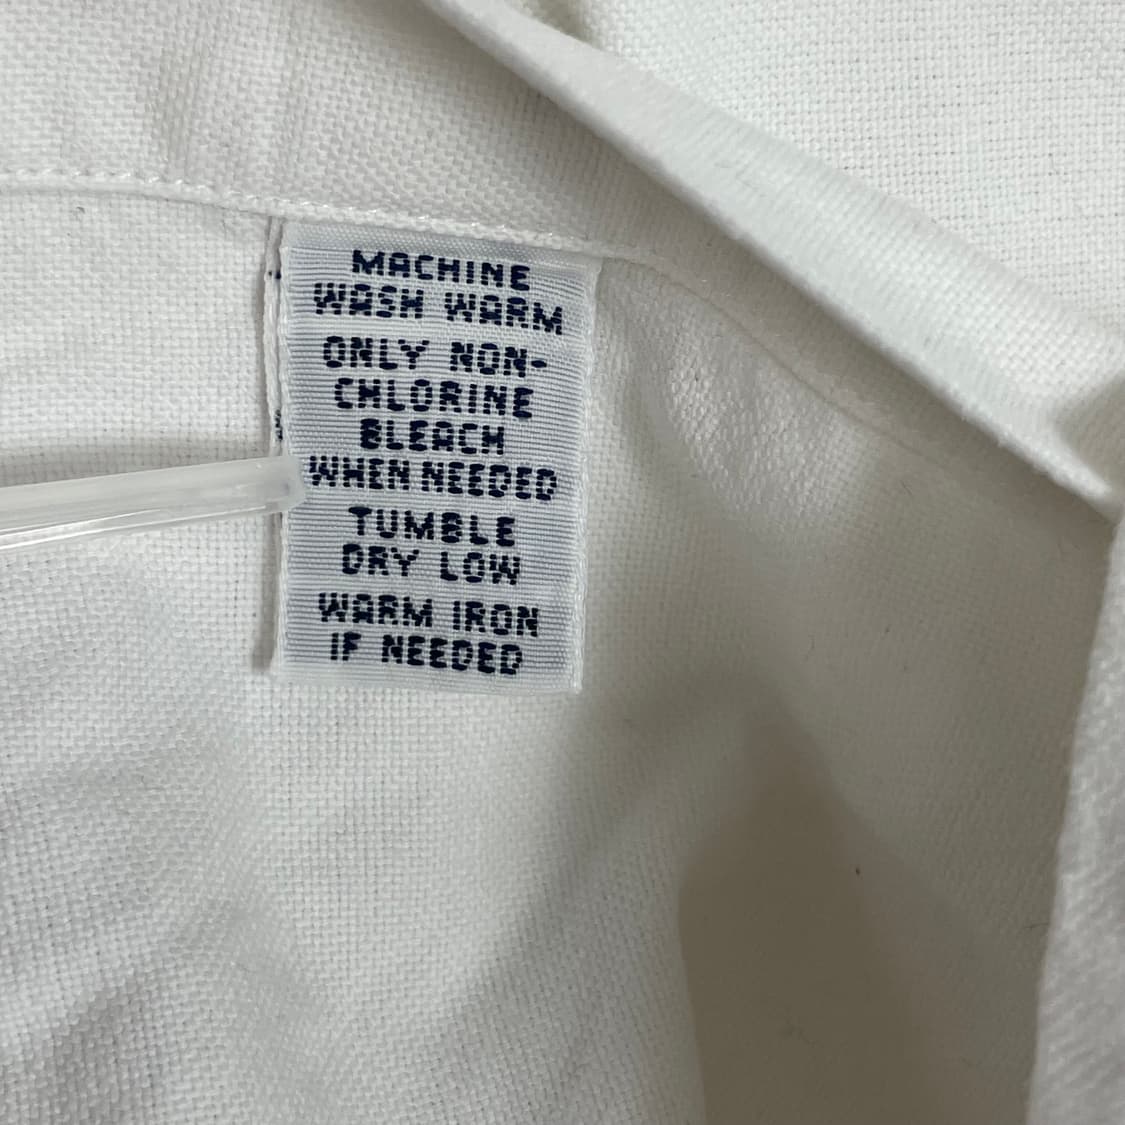 MACHINE
WASH WARM
ONLY NON-
CHLORINE
BLEACH
WHEN NEEDED
TUMBLE
DRY LOW
WARM IRON
IF NEEDED